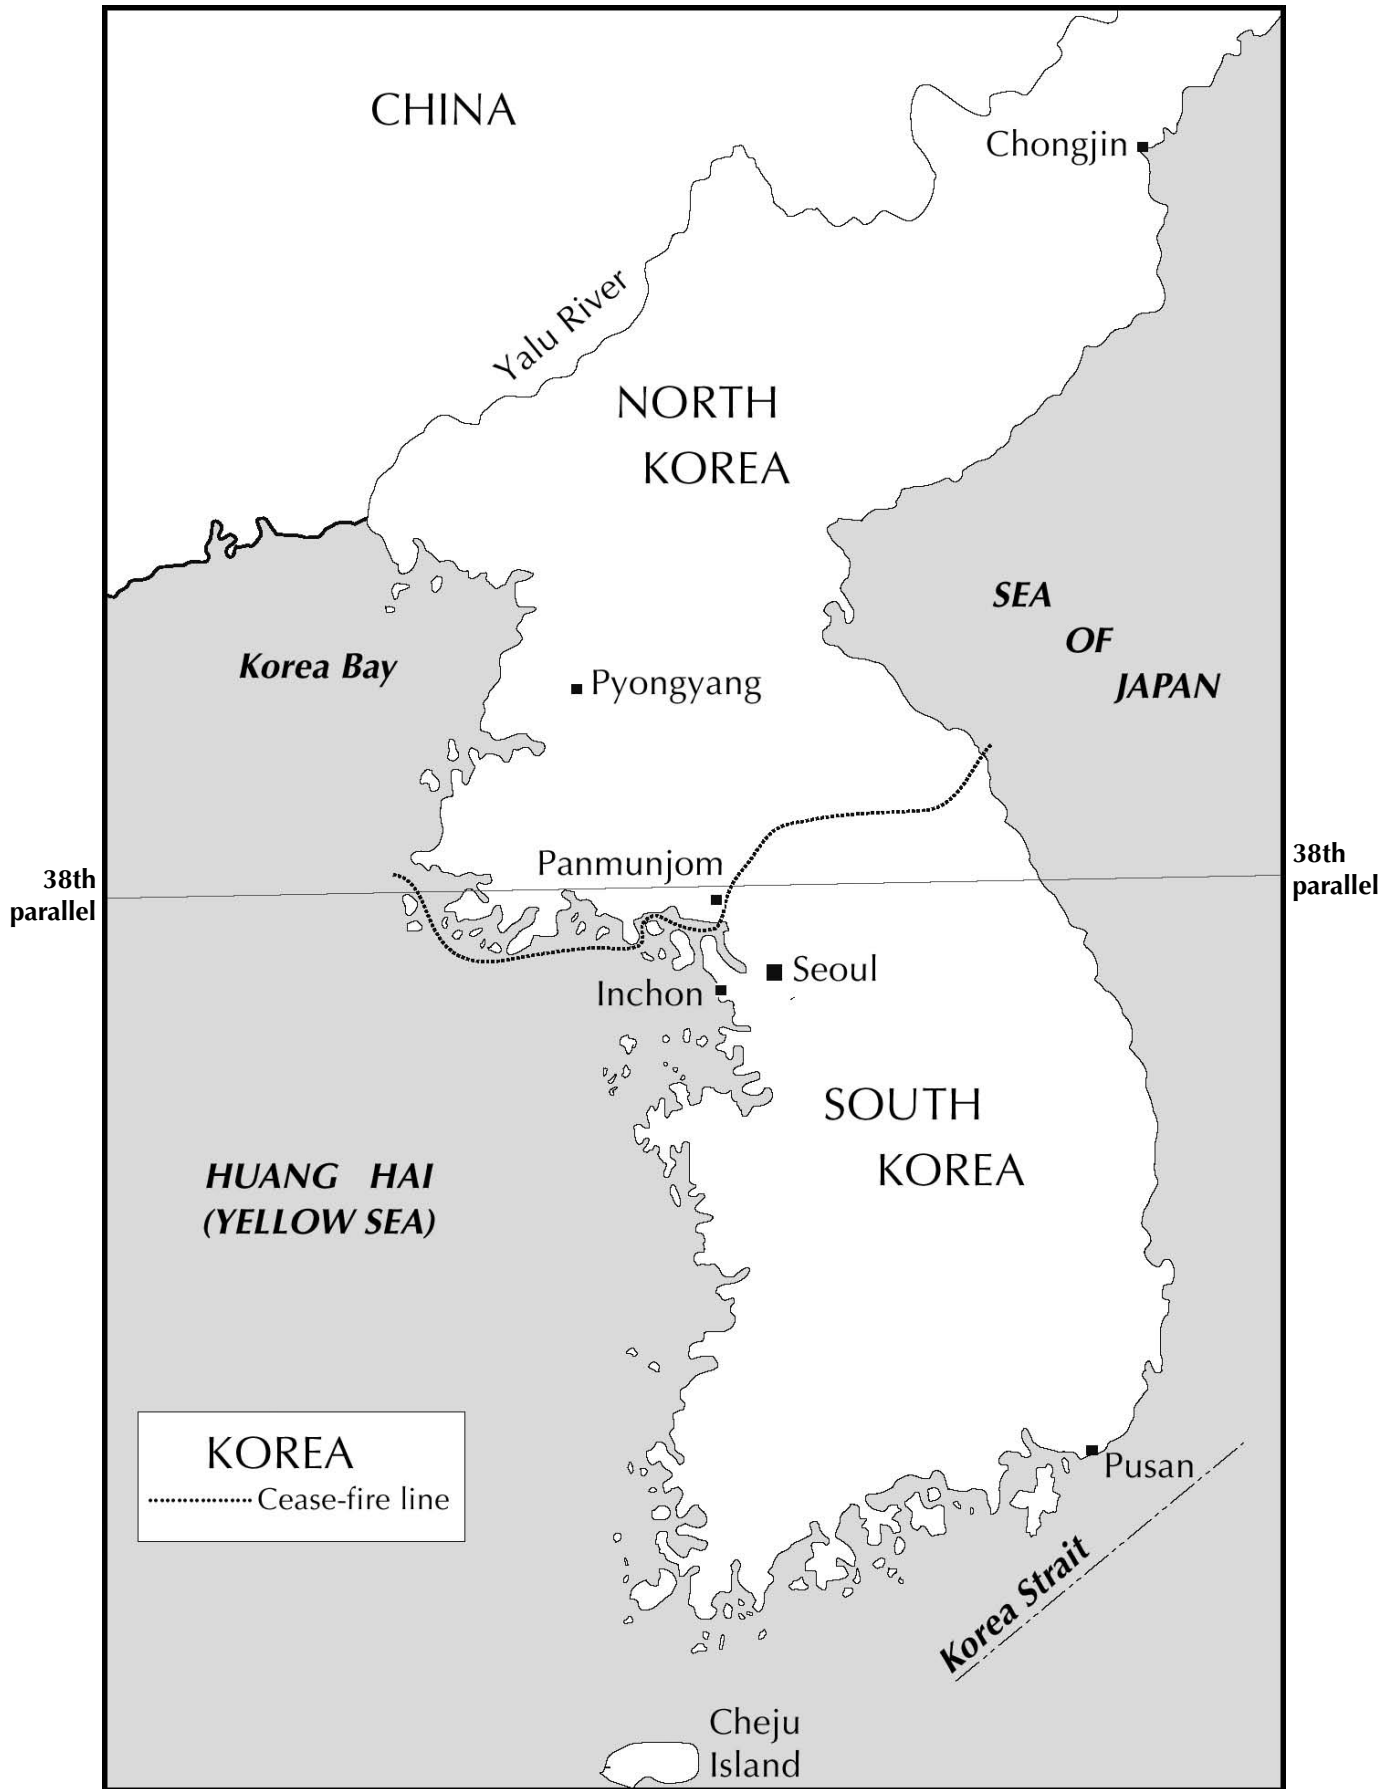 CHINA
Chongjin
Yalu River
NORTH
KOREA
SEA
OF
JAPAN
Korea Bay
Pyongyang
Panmunjom
38th
parallel
38th
parallel
Seoul
Inchon
SOUTH
KOREA
HUANG HAI
(YELLOW SEA)
KOREA
Cease-fire line
Pusan
Korea Strait
Cheju
Island